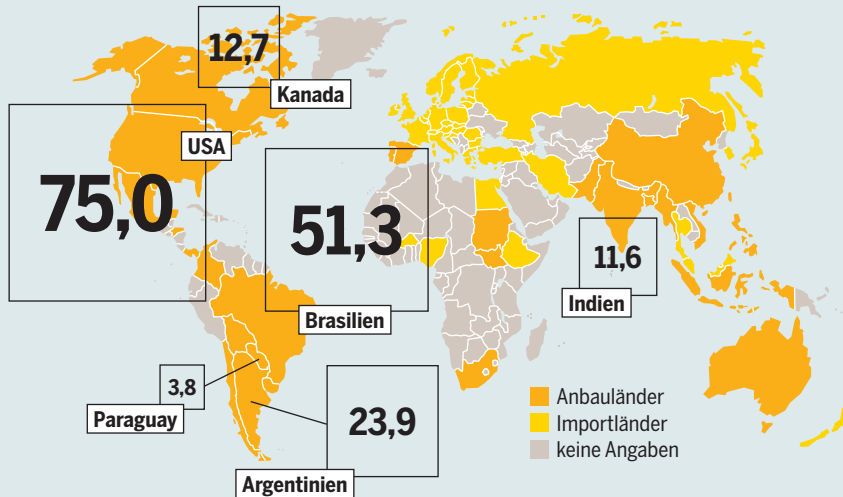 12,7
Kanada
USA
75,0
51,3
Brasilien
11,6
Indien
3,8
Paraguay
23,9
Argentinien
Anbauländer
Importländer
keine Angaben